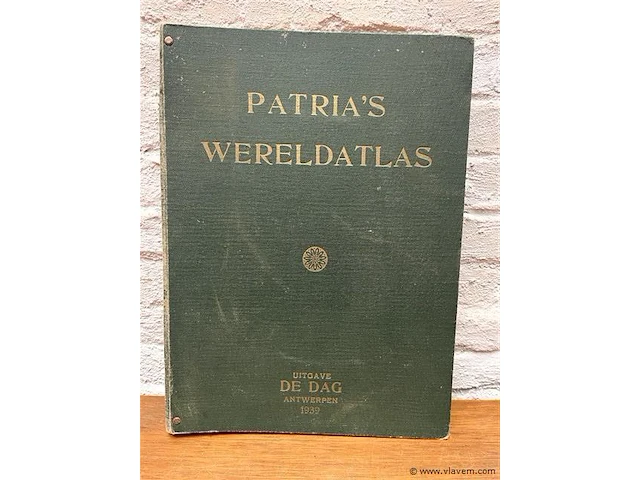 PATRIA'S
WERELDATLAS
UITGAVE
DE DAG
ANTWERPEN
1939
© www.vlavem.com